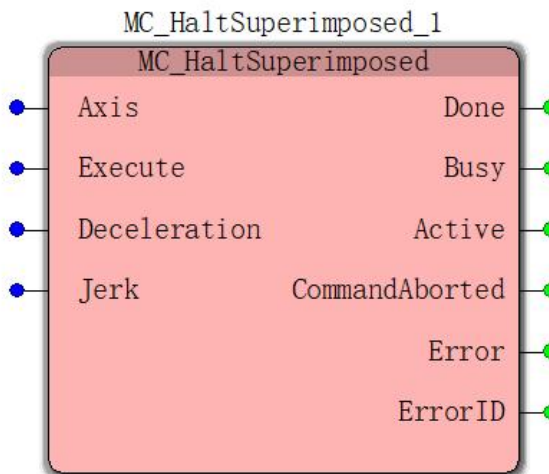 MC_HaltSuperimposed_1
MC_HaltSuperimposed
Axis Done
Execute Busy
Deceleration Active
Jerk CommandAborted
Error
ErrorID